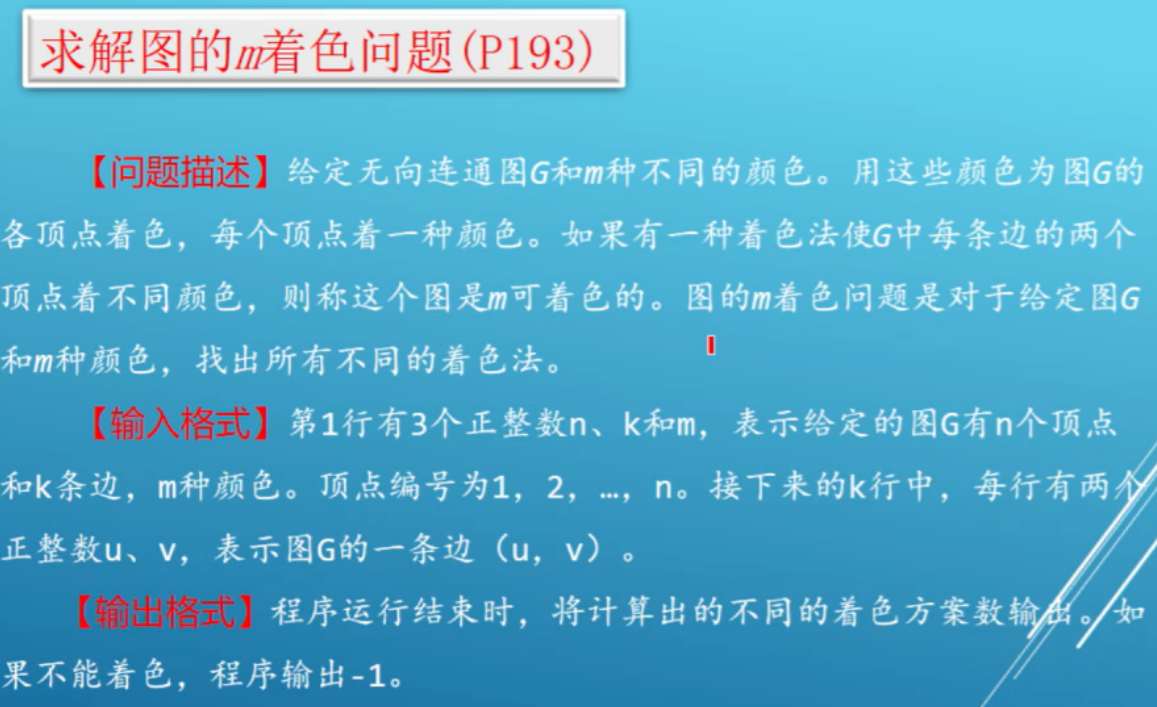 求解图的m着色问题(P193)
【问题描述】给定无向连通图G和m种不同的颜色。用这些颜色为图G的
各顶点着色，每个顶点着一种颜色。如果有一种着色法使G中每条边的两个
顶点着不同颜色，则称这个图是m可着色的。图的m着色问题是对于给定图G
和m种颜色，找出所有不同的着色法。
【输入格式】第1行有3个正整数n、k和m，表示给定的图G有n个顶点
和k条边，m种颜色。顶点编号为1，2，…，n。接下来的k行中，每行有两个
正整数u、v，表示图G的一条边（u，v）。
【输出格式】程序运行结束时，将计算出的不同的着色方案数输出。如
果不能着色，程序输出-1。